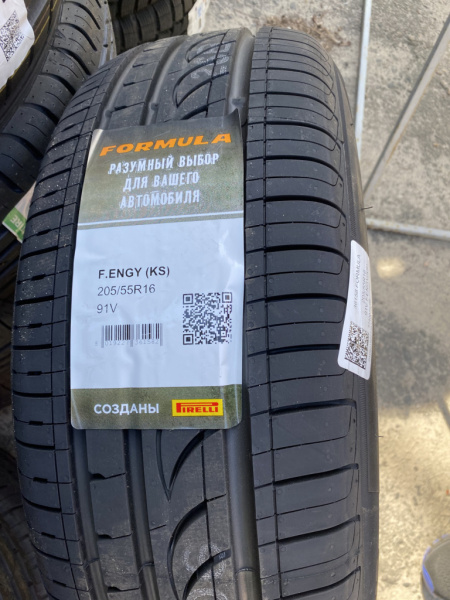 FORMULA
РАЗУМНЫЙ ВЫБОР
ДЛЯ ВАШЕГО
АВТОМОБИЛЯ
F.ENGY (KS)
205/55R16
91V
СОЗДАНЫ PIRELLI